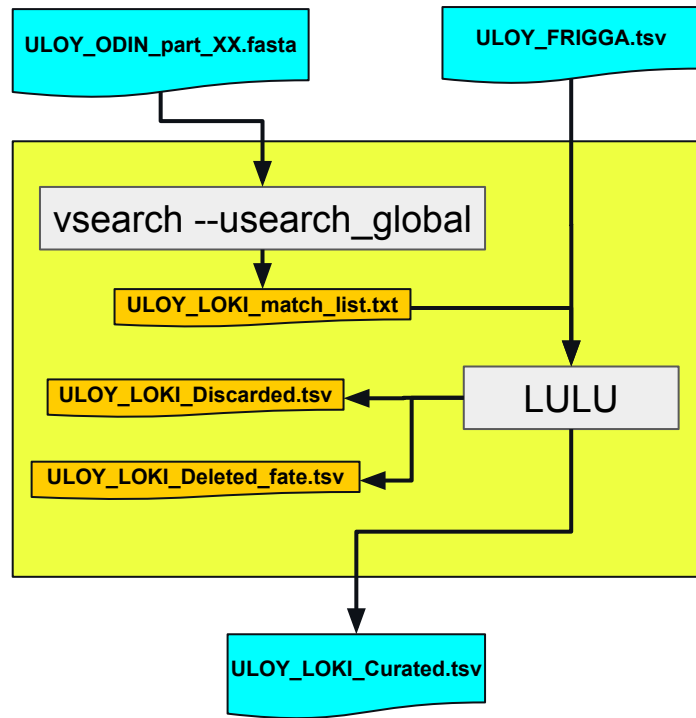 ULOY_ODIN_part_XX.fasta
ULOY_FRIGGA.tsv
vsearch --usearch_global
ULOY_LOKI_match_list.txt
LULU
ULOY_LOKI_Discarded.tsv
ULOY_LOKI_Deleted_fate.tsv
ULOY_LOKI_Curated.tsv